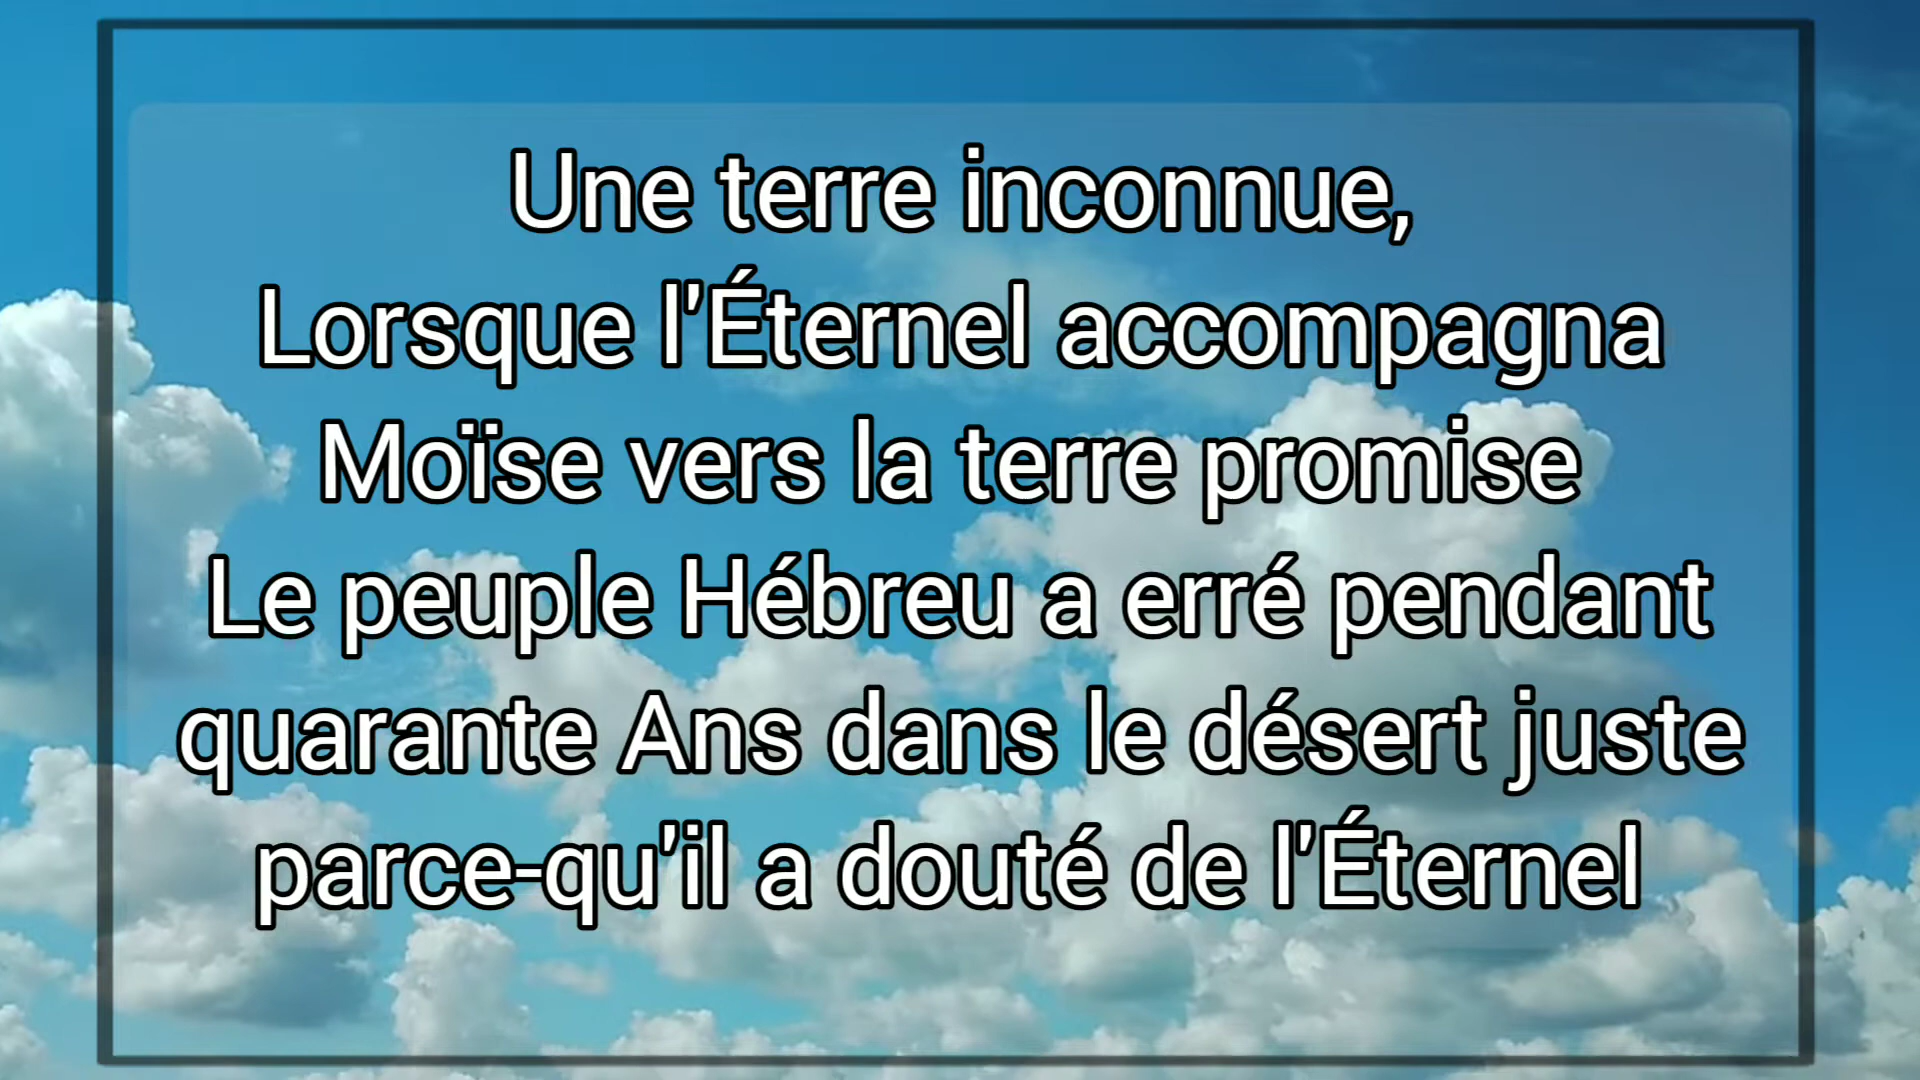 Une terre inconnue,
Lorsque l'Éternel accompagna
Moïse vers la terre promise
Le peuple Hébreu a erré pendant
quarante Ans dans le désert juste
parce-qu'il a douté de l'Éternel